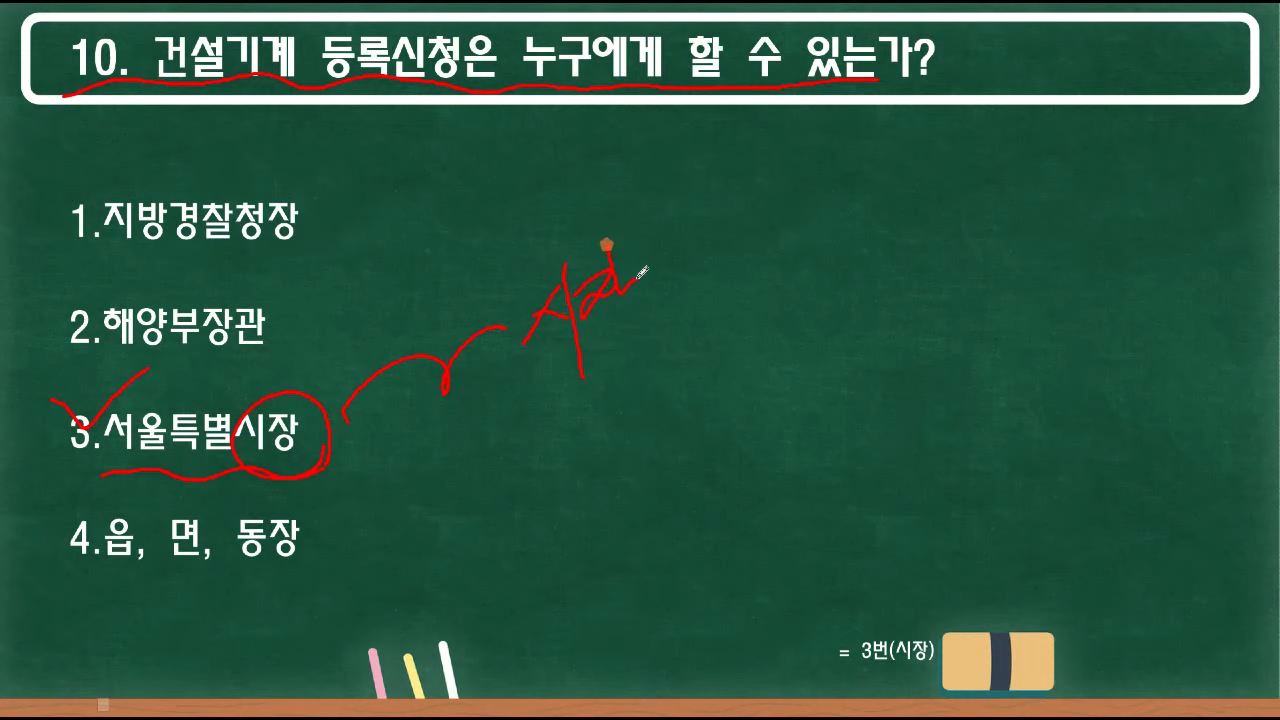 10. 건설기계 등록신청은 누구에게 할 수 있는가?
1.지방경찰청장
2.해양부장관
3.서울특별시장
4.읍, 면, 동장
= 3번(시장)